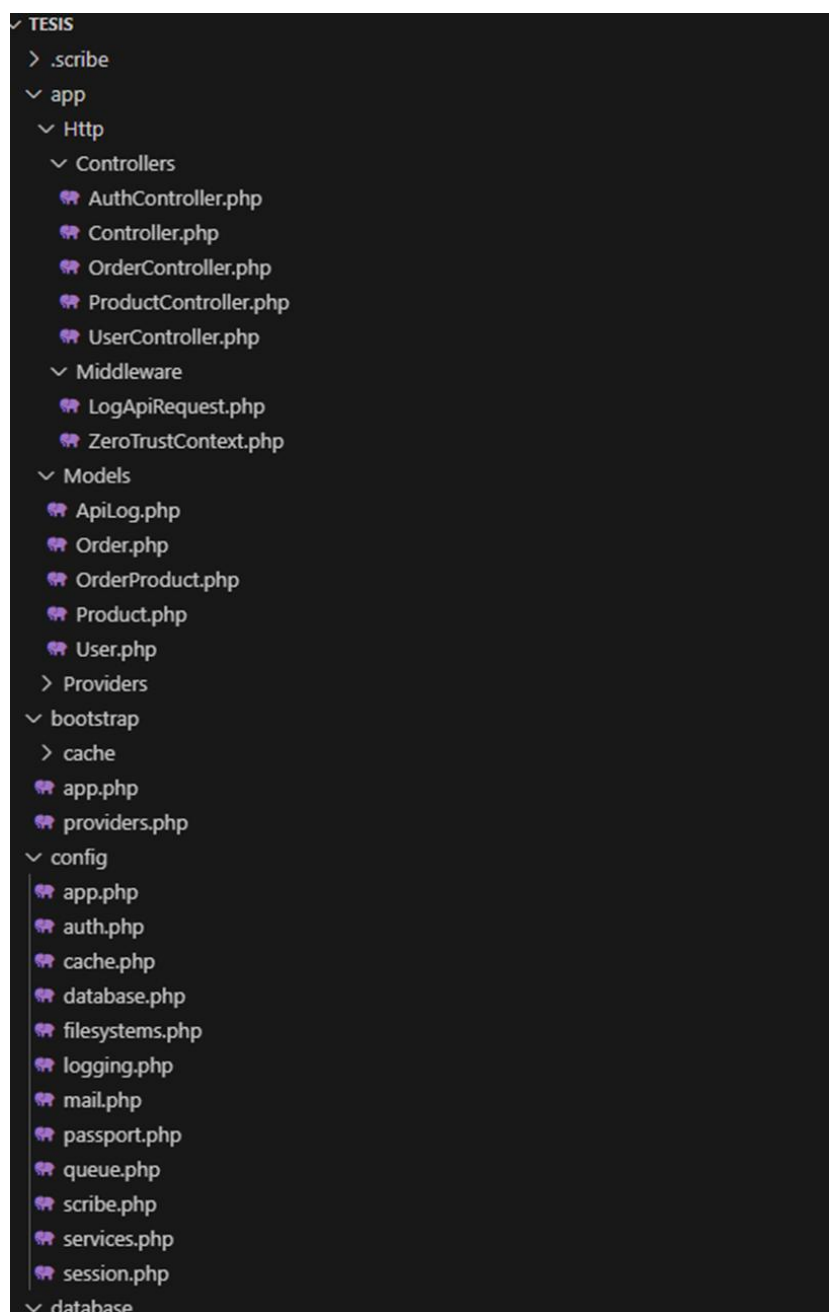 TESIS
.scribe
app
Http
Controllers
AuthController.php
Controller.php
OrderController.php
ProductController.php
UserController.php
Middleware
LogApiRequest.php
ZeroTrustContext.php
Models
ApiLog.php
Order.php
OrderProduct.php
Product.php
User.php
Providers
bootstrap
cache
app.php
providers.php
config
app.php
auth.php
cache.php
database.php
filesystems.php
logging.php
mail.php
passport.php
queue.php
scribe.php
services.php
session.php
database